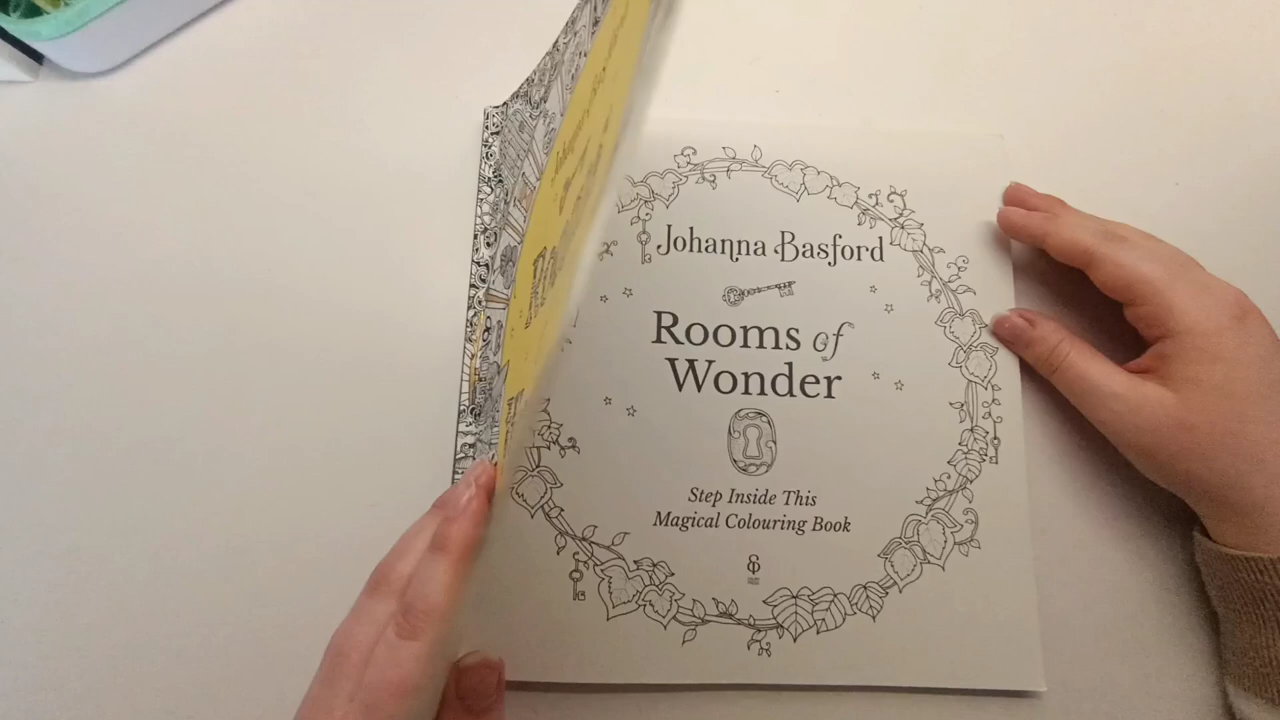 Johanna Basford
Rooms of
Wonder
Step Inside This
Magical Colouring Book